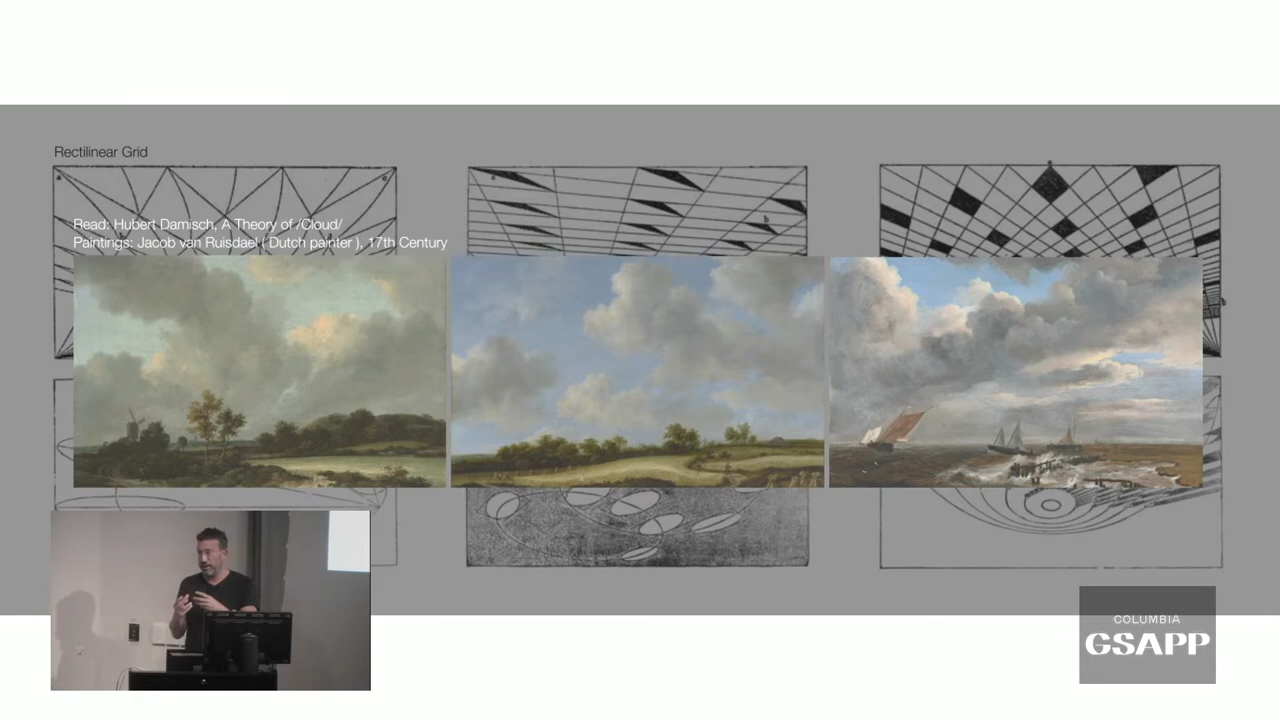 Rectilinear Grid
Read: Hubert Damisch, A Theory of /Cloud/
Paintings: Jacob van Ruisdael ( Dutch painter ), 17th Century
a
c
a
b
COLUMBIA
GSAPP